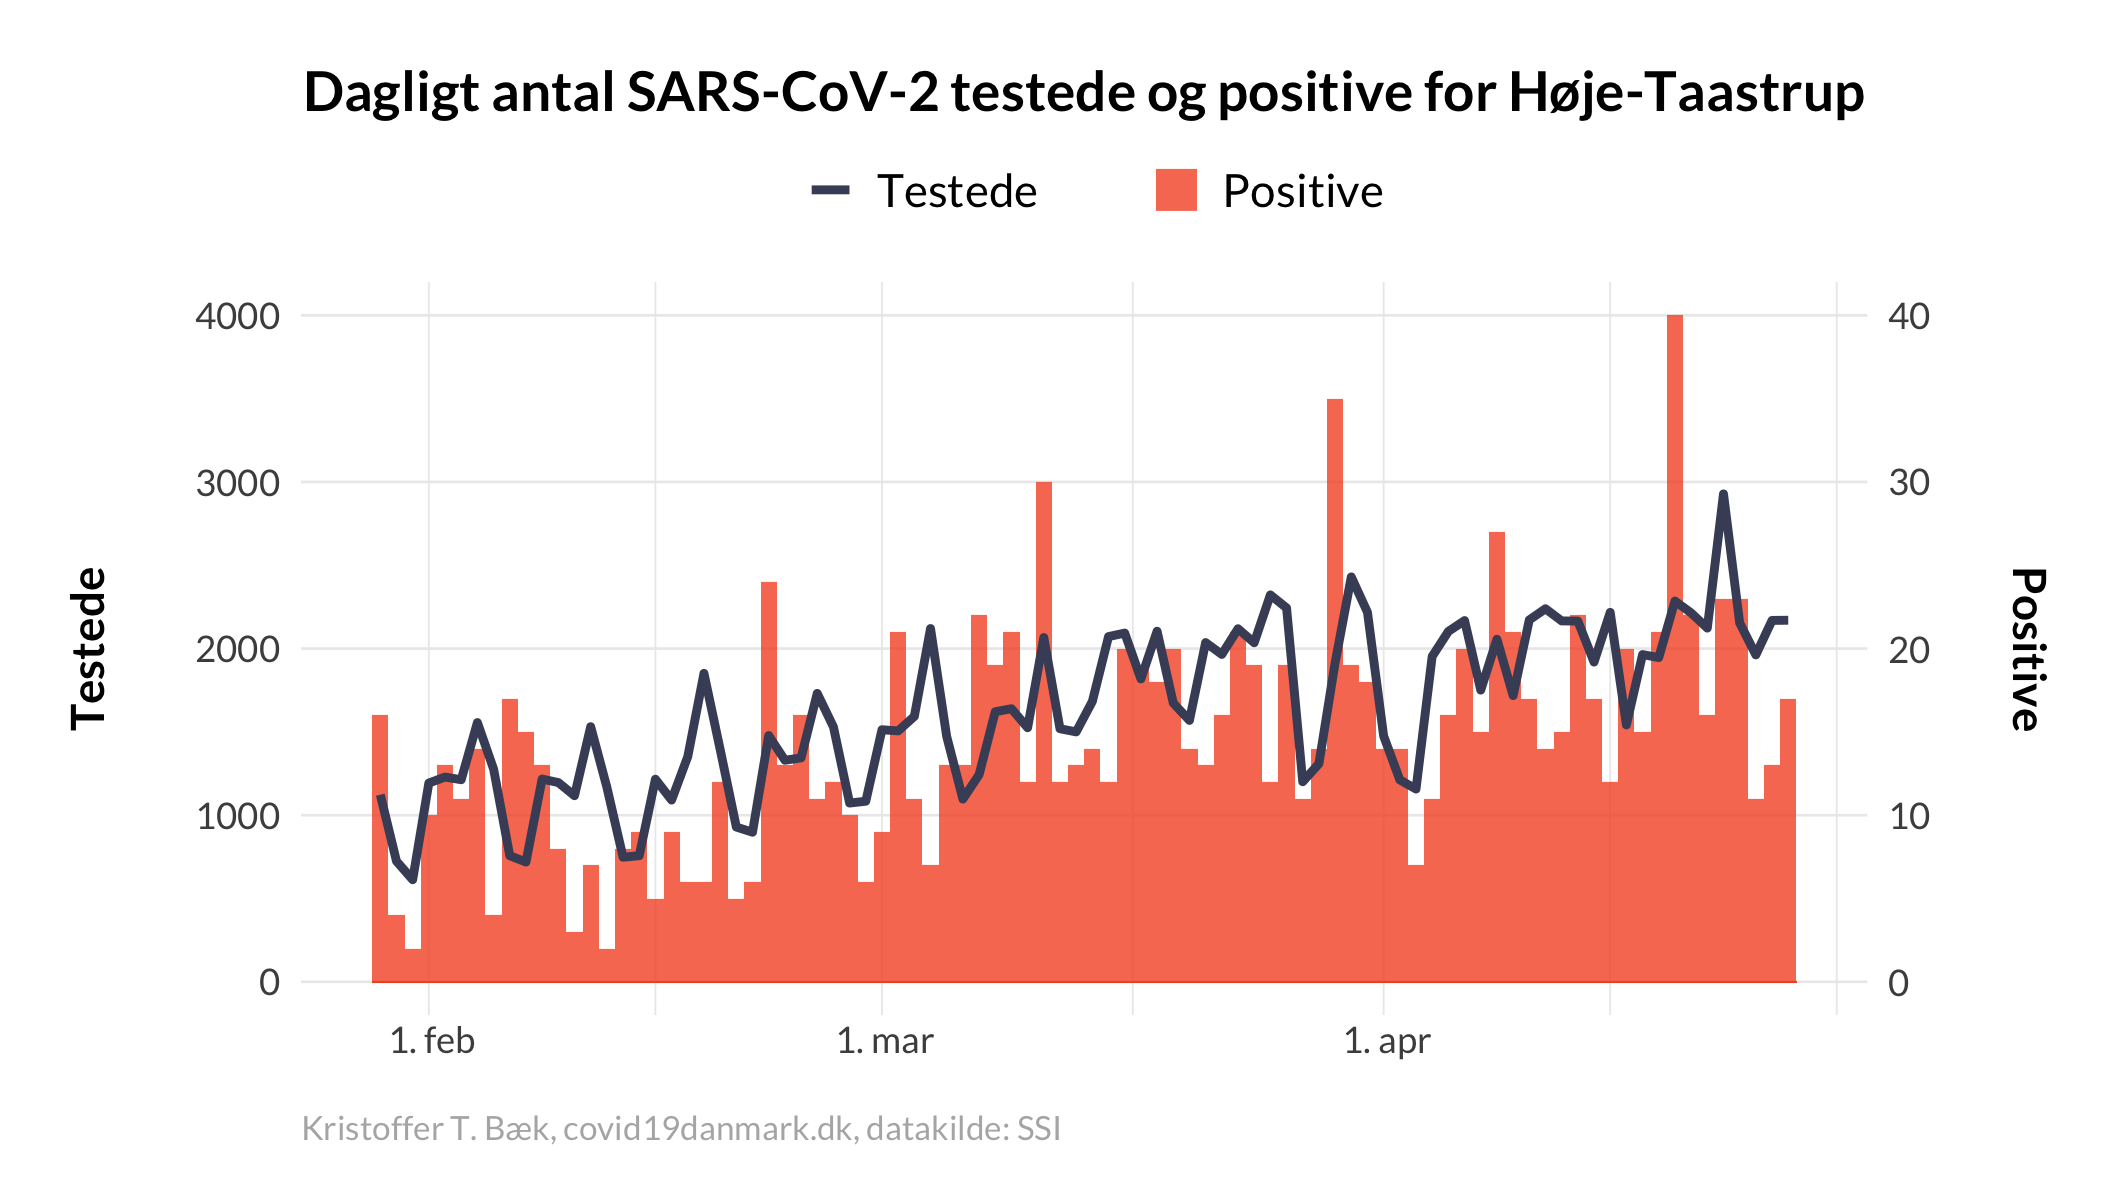 Dagligt antal SARS-CoV-2 testede og positive for Høje-Taastrup
Testede
Positive
4000
3000
2000
1000
0
40
30
20
10
0
Testede
Positive
1. feb
1. mar
1. apr
Kristoffer T. Bæk, covid19danmark.dk, datakilde: SSI